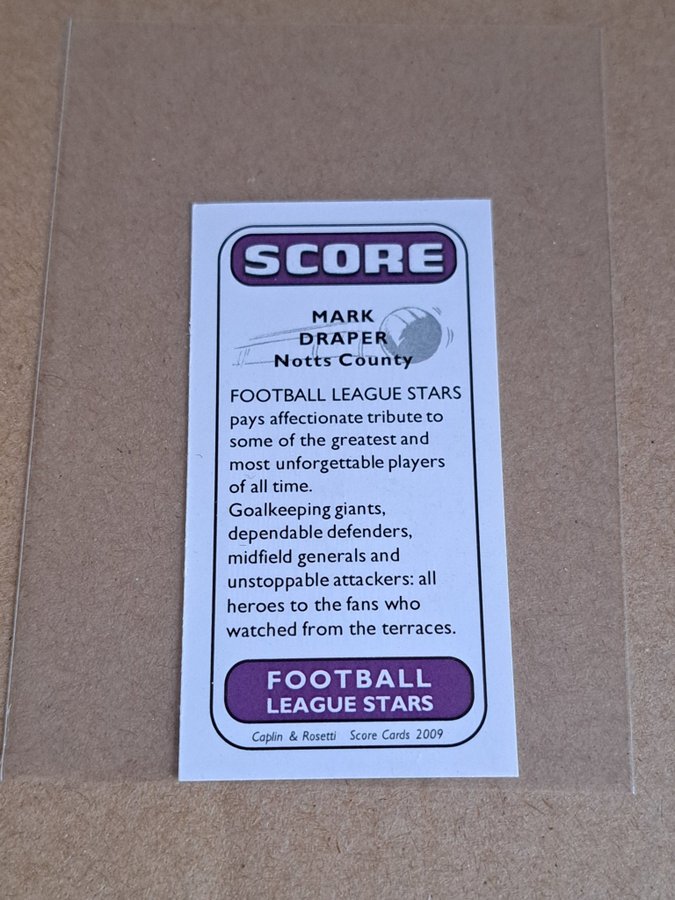 SCORE
MARK
DRAPER
Notts County
FOOTBALL LEAGUE STARS
pays affectionate tribute to
some of the greatest and
most unforgettable players
of all time.
Goalkeeping giants,
dependable defenders,
midfield generals and
unstoppable attackers: all
heroes to the fans who
watched from the terraces.
FOOTBALL
LEAGUE STARS
Caplin & Rosetti Score Cards 2009